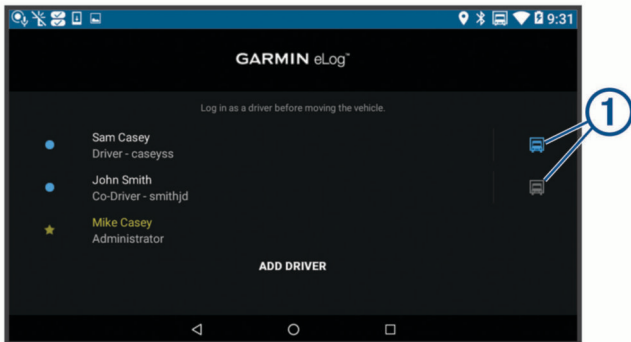 9:31
GARMIN eLog™
Log in as a driver before moving the vehicle.
Sam Casey
Driver - caseyss
John Smith
Co-Driver - smithjd
Mike Casey
Administrator
ADD DRIVER
1